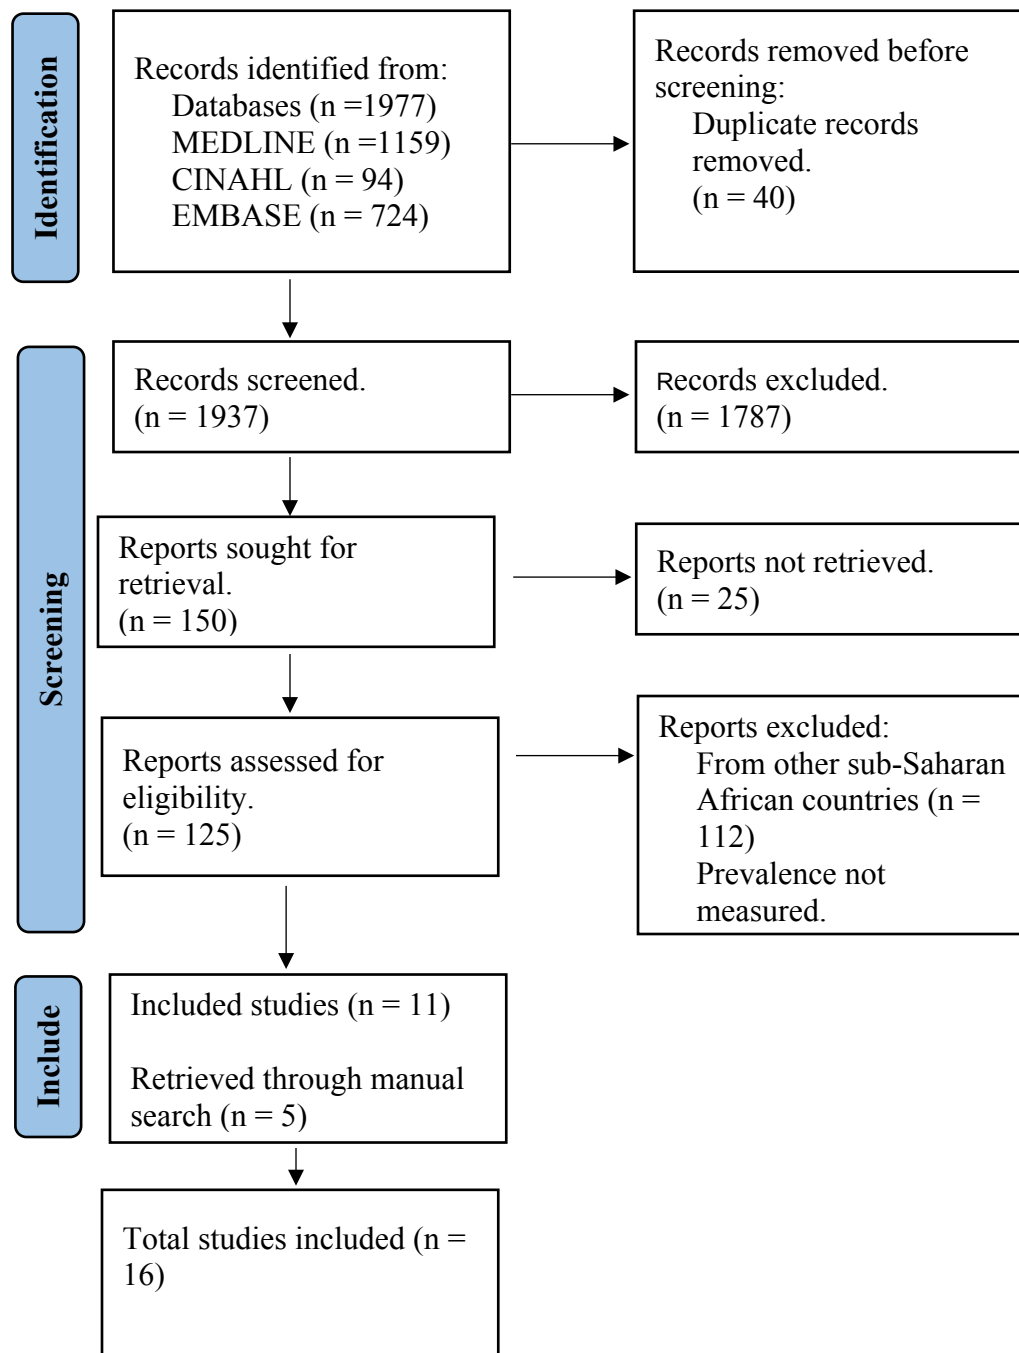 Identification
Records identified from:
Databases (n =1977)
MEDLINE (n =1159)
CINAHL (n = 94)
EMBASE (n = 724)
Records removed before
screening:
Duplicate records
removed.
(n = 40)
Screening
Records screened.
(n = 1937)
Records excluded.
(n = 1787)
Reports sought for
retrieval.
(n = 150)
Reports not retrieved.
(n = 25)
Reports assessed for
eligibility.
(n = 125)
Reports excluded:
From other sub-Saharan
African countries (n =
112)
Prevalence not
measured.
Include
Included studies (n = 11)
Retrieved through manual
search (n = 5)
Total studies included (n =
16)